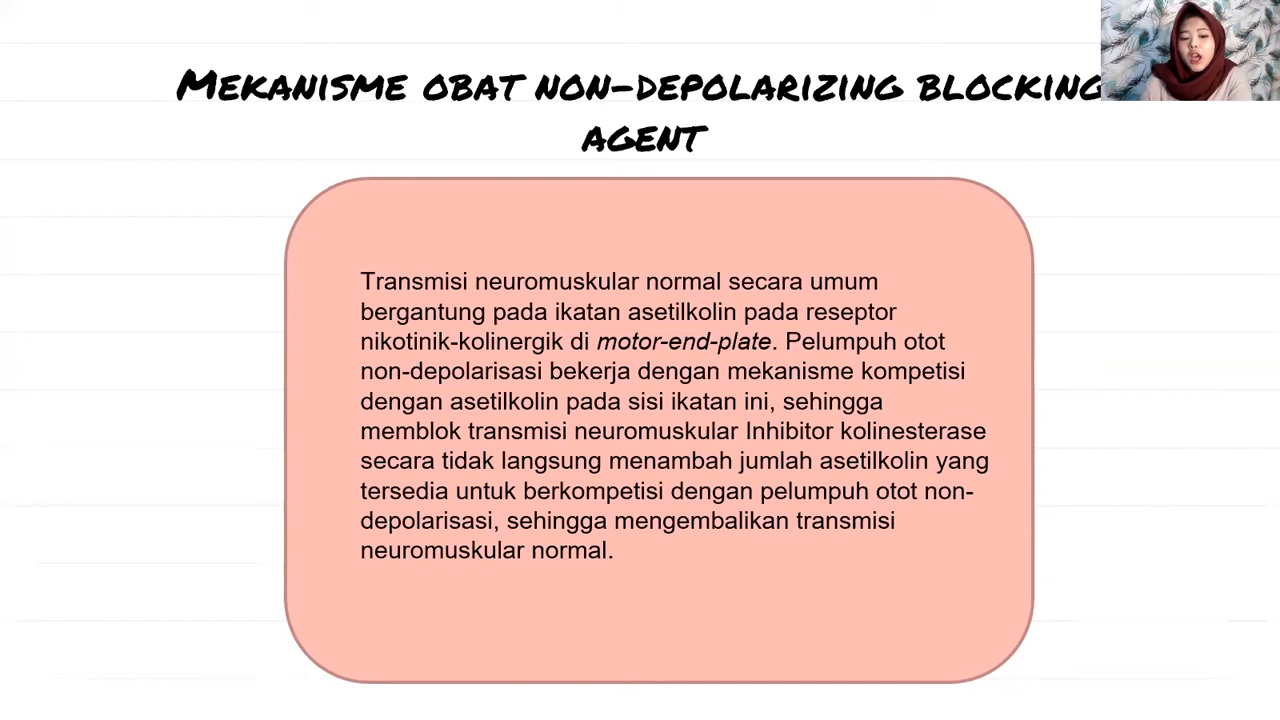 MEKANISME OBAT NON-DEPOLARIZING BLOCKING
AGENT
Transmisi neuromuskular normal secara umum
bergantung pada ikatan asetilkolin pada reseptor
nikotinik-kolinergik di motor-end-plate. Pelumpuh otot
non-depolarisasi bekerja dengan mekanisme kompetisi
dengan asetilkolin pada sisi ikatan ini, sehingga
memblok transmisi neuromuskular Inhibitor kolinesterase
secara tidak langsung menambah jumlah asetilkolin yang
tersedia untuk berkompetisi dengan pelumpuh otot non-
depolarisasi, sehingga mengembalikan transmisi
neuromuskular normal.